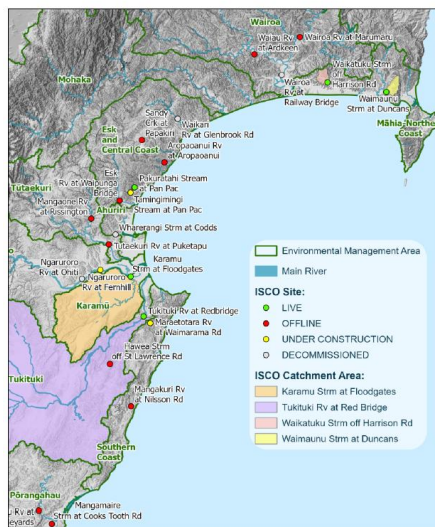 Wairoa
Waiau Rv
at Ardkeen
Wairoa Rv at Marumaru
Waikatuku Strm
off
Harrison Rd
Wairoa
Rv at
Railway Bridge
Waimaunu
Strm at Duncans
Māhia-North
Coast
Mohaka
Sandy
Crk at
Papakiri
Waikari
Rv at Glenbrook Rd
Esk
and
Central Coast
Aropaoanui Rv
at Aropaoanui
Esk
Rv at Waipunga
Bridge
Pakuratahi Stream
at Pan Pac
Tamingimingi
Stream at Pan Pac
Tutaekuri
Mangaone Rv
at Rissington
Ahuriri
Wharerangi Strm at Codds
Tutaekuri Rv at Puketapu
Ngaruroro
Rv at Ohiti
Karamu
Strm at Floodgates
Ngaruroro
Rv at Fernhill
Karamū
Tukituki Rv at Redbridge
Maraetotara Rv
at Waimarama Rd
Hawea Strm
off St Lawrence Rd
Tukituki
Mangakuri Rv
at Nilsson Rd
Southern
Coast
Pōrangahau
Mangamaire
Strm at Cooks Tooth Rd
u Rv at
eyards
Environmental Management Area
Main River
ISCO Site:
LIVE
OFFLINE
UNDER CONSTRUCTION
DECOMMISSIONED
ISCO Catchment Area:
Karamu Strm at Floodgates
Tukituki Rv at Red Bridge
Waikatuku Strm off Harrison Rd
Waimaunu Strm at Duncans